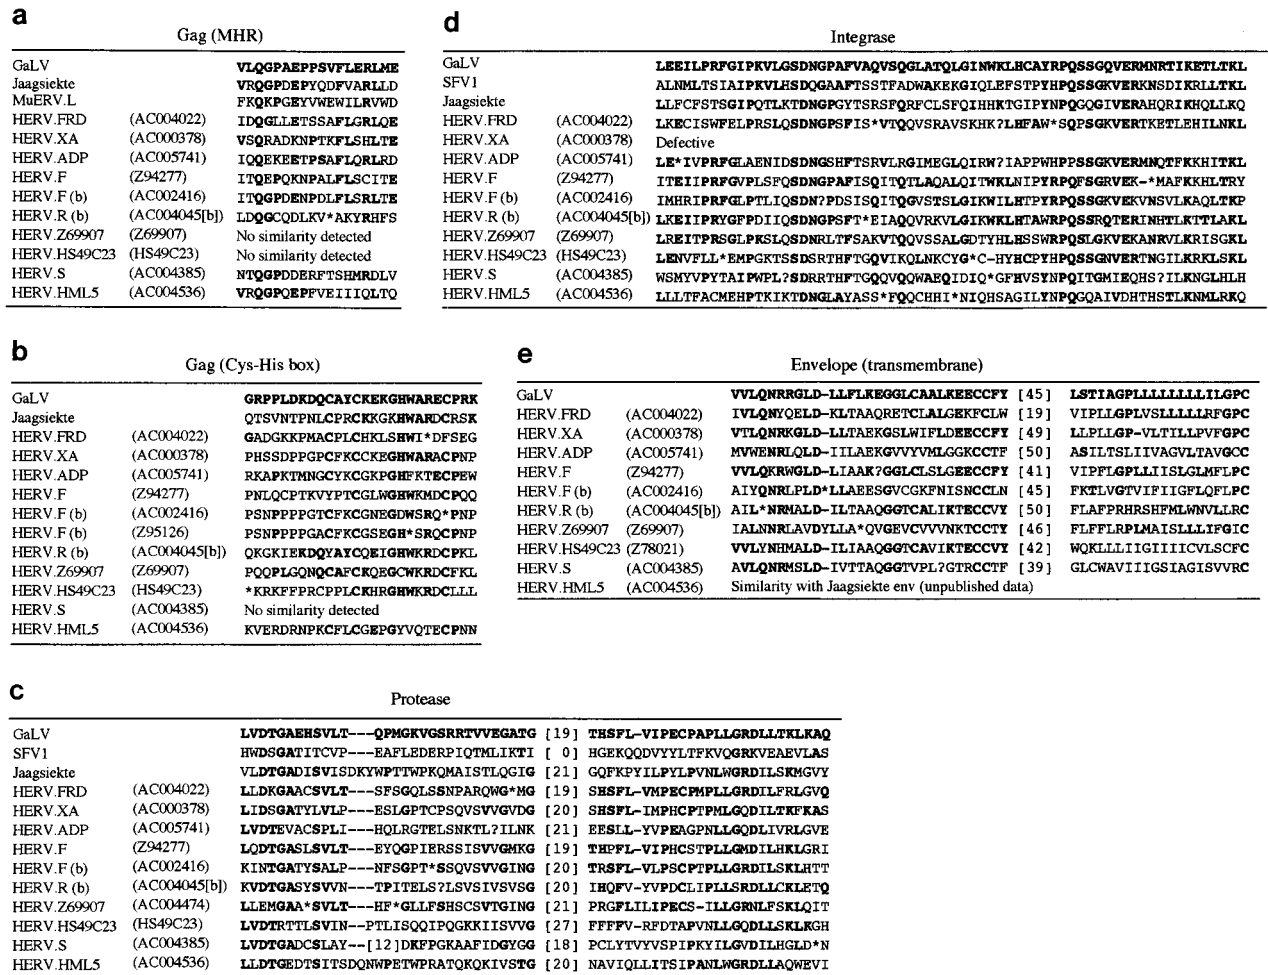 a
Gag (MHR)
GaLV VLQGPAEPPSVFLERLME
Jaagsiekte VRQGPDEPYQDFVARLLD
MuERV.L FKQKPGEYVWEWILRVWD
HERV.FRD (AC004022) IDQGLLETSSAFLGRLQE
HERV.XA (AC000378) VSQRADKNPTKFLSHLTE
HERV.ADP (AC005741) IQQEKEETPSAFLQRLRD
HERV.F (Z94277) ITQEPQKNPALFLSCITE
HERV.F (b) (AC002416) ITQGPDENPDLFLSRLTE
HERV.R (b) (AC004045[b]) LDQGCQDLKV*AKYRHFS
HERV.Z69907 (Z69907) No similarity detected
HERV.HS49C23 (HS49C23) No similarity detected
HERV.S (AC004385) NTQGPDDERFTSHMRDLV
HERV.HML5 (AC004536) VRQGPQEPFVEIIIQLTQ
b
Gag (Cys-His box)
GaLV GRPPLDKDQCAYCKEKGHWARECPRK
Jaagsiekte QTSVNTPNLCPRCKKGKHWARDCRSK
HERV.FRD (AC004022) GADGKKPMACPLCHKLSHWI*DFSEG
HERV.XA (AC000378) PHSSDPPGPCFKCCKEGHWARACPNP
HERV.ADP (AC005741) RKAPKTMNGCYKCGKPGHFKTECPEW
HERV.F (Z94277) PNLQCPTKVYPTCGLWGHWKMDCPQQ
HERV.F (b) (AC002416) PSNPPPPGTCFKCGNEGDWSRQ*PNP
HERV.F (b) (Z95126) PSNPPPPGACFKCGSEGH*SRQCPNP
HERV.R (b) (AC004045[b]) QKGKIEKDQYAYCQEIGHWKRDCPKL
HERV.Z69907 (Z69907) PQQPLGQNQCAFCKQEGCWKRDCFKL
HERV.HS49C23 (HS49C23) *KRKFFPRCPPLCKHRGHWKRDCLLL
HERV.S (AC004385) No similarity detected
HERV.HML5 (AC004536) KVERDRNPKCFLCGEPGYVQTECPNN
c
Protease
GaLV LVDTGAEHSVLT---QPMGKVGSRRTVVEGATG [19] THSFL-VIPECPAPLLGRDLLTKLKAQ
SFV1 HWDSGATITCVP---EAFLEDERPIQTMLIKTI [ 0] HGEKQQDVYYLTFKVQGRKVEAEVLAS
Jaagsiekte VLDTGADISVISDKYWPTTWPKQMAISTLQGIG [21] GQFKPYILPYLPVNLWGRDILSKMGVY
HERV.FRD (AC004022) LLDKGAACSVLT---SFSGQLSSNPARQWG*MG [19] SHSFL-VMPECPMPLLGRDILFRLGVQ
HERV.XA (AC000378) LIDSGATYLVLP---ESLGPTCPSQVSVVGVDG [20] SHSFL-IMPHCPTPMLGQDILTKFKAS
HERV.ADP (AC005741) LVDTEVACSPLI---HQLRGTELSNKTL?ILNK [21] EESLL-YVPEAGPNLLGQDLIVRLGVE
HERV.F (Z94277) LQDTGASLSVLT---EYQGPIERSSISVVGMKG [19] THPFL-VIPHCSTPLLGMDILHKLGRI
HERV.F (b) (AC002416) KINTGATYSALP---NFSGPT*SSQVSVVGING [20] TRSFL-VLPSCPTPLLGRDILSKLHTT
HERV.R (b) (AC004045[b]) KVDTGASYSVVN---TPITELS?LSVSIVSVSG [20] IHQFV-YVPDCLIPLLSRDLLCKLETQ
HERV.Z69907 (AC004474) LLEMGAA*SVLT---HF*GLLFSHSCSVTGING [21] PRGFLILIPECS-ILLGRNLFSKLQIT
HERV.HS49C23 (HS49C23) LVDTRTTLSVIN--PTLISQQIPQGKKIISVVG [27] FFFFV-RFDTAPVNLLGQDLLSKLKGH
HERV.S (AC004385) LVDTGADCSLAY--[12]DKFPGKAAFIDGYGG [18] PCLYTVYVSPIPKYILGVDILHGLD*N
HERV.HML5 (AC004536) LLDTGEDTSITSDQNWPETWPRATQKQKIVSTG [20] NAVIQLLITSIPANLWGRDLLAQWEVI
d
Integrase
GaLV LEEILPRFGIPKVLGSDNGPAFVAQVSQGLATQLGINWKLHCAYRPQSSGQVERMNRTIKETLTKL
SFV1 ALNMLTSIAIPKVLHSDQGAAFTSSTFADWAKEKGIQLEFSTPYHPQSSGKVERKNSDIKRLLTKL
Jaagsiekte LLFCFSTSGIPQTLKTDNGPGYTSRSFQRFCLSFQIHHKTGIPYNPQGQGIVERAHQRIKHQLLKQ
HERV.FRD (AC004022) LKECISWFELPRSLQSDNGPSFIS*VTQQVSRAVSKHK?LHFAW*SQPSGKVERTKETLEHILNKL
HERV.XA (AC000378) Defective
HERV.ADP (AC005741) LE*IVPRFGLAENIDSDNGSHFTSRVLRGIMEGLQIRW?IAPPWHPPSSGKVERMNQTFKKHITKL
HERV.F (Z94277) ITEIIPRFGVPLSFQSDNGPAFISQITQTLAQALQITWKLNIPYRPQFSGRVEK-*MAFKKHLTRY
HERV.F (b) (AC002416) IMHRIPRFGLPTLIQSDN?PDSISQITQGVSTSLGIKWILHTPYRPQSSGKVEKVNSVLKAQLTKP
HERV.R (b) (AC004045[b]) LKEIIPRYGFPDIIQSDNGPSFT*EIAQQVRKVLGIKWKLHTAWRPQSSRQTERINHTLKTTLAKL
HERV.Z69907 (Z69907) LREITPRSGLPKSLQSDNRLTFSAKVTQQVSSALGDTYHLHSSWRPQSLGKVEKANRVLKRISGKL
HERV.HS49C23 (HS49C23) LENVFLL*EMPGKTSSDRHTHFTGQVIKQLNKCYG*C-HYHSSYHPQSSGKVERTNGILKRKLSKL
HERV.S (AC004385) WSMYVPYTAIPWPL?SDRRTHFTGQVQQWAEQIDIQ*GFHVSYHPQITGMIEQHS?ILKNGLHLH
HERV.HML5 (AC004536) LLLTFACMEHPTKIKTDNGLAYASS*FQQCHHI*NIQHSAGILYNPQGQAIVDHTHSTLKNMLRKQ
e
Envelope (transmembrane)
GaLV VVLQNRRGLD-LLFLKEGGLCAALKEECCFY [45] LSTIAGPLLLLLLLLILGPC
HERV.FRD (AC004022) IVLQNYQELD-KLTAAQRETCLALGEKFCLW [19] VIPLLGPLVSLLLLLRFGPC
HERV.XA (AC000378) VTLQNRKGLD-LLTAEKGSLWIFLDEECCFY [49] LLPLLGP-VLTILLPVFGPC
HERV.ADP (AC005741) MVWENRLQLD-IILAEKGVVYVMLGGKCCTF [50] ASILTSLIIVAGVLTAVGCC
HERV.F (Z94277) VVLQKRWGLD-LIAAK?GGLCLSLGEECCFY [41] VIPFLGPLLIISLGLMFLPC
HERV.F (b) (AC002416) AIYQNRLPLD*LLAEESGVCGKFNISNCCLN [45] FKTLVGTVIFIIGFLQFLPC
HERV.R (b) (AC004045[b]) AIL*NRMALD-ILTAAQGGTCALIKTECCVY [50] FLAFPRHRSHFMLWNVLLRC
HERV.Z69907 (Z69907) IALNNRLAVDYLLA*QVGEVCVVVNKTCCTY [46] FLFFLRPLMAISLLLIFGIC
HERV.HS49C23 (Z78021) VVLYNHMALD-ILIAAQGGTCAVIKTECCVY [42] WQKLLLIIGIIIICVLSCFC
HERV.S (AC004385) AVLQNRMSLD-IVTTAQGGTVPL?GTRCCTF [39] GLCWAVIIIGSIAGISVVRC
HERV.HML5 (AC004536) Similarity with Jaagsiekte env (unpublished data)